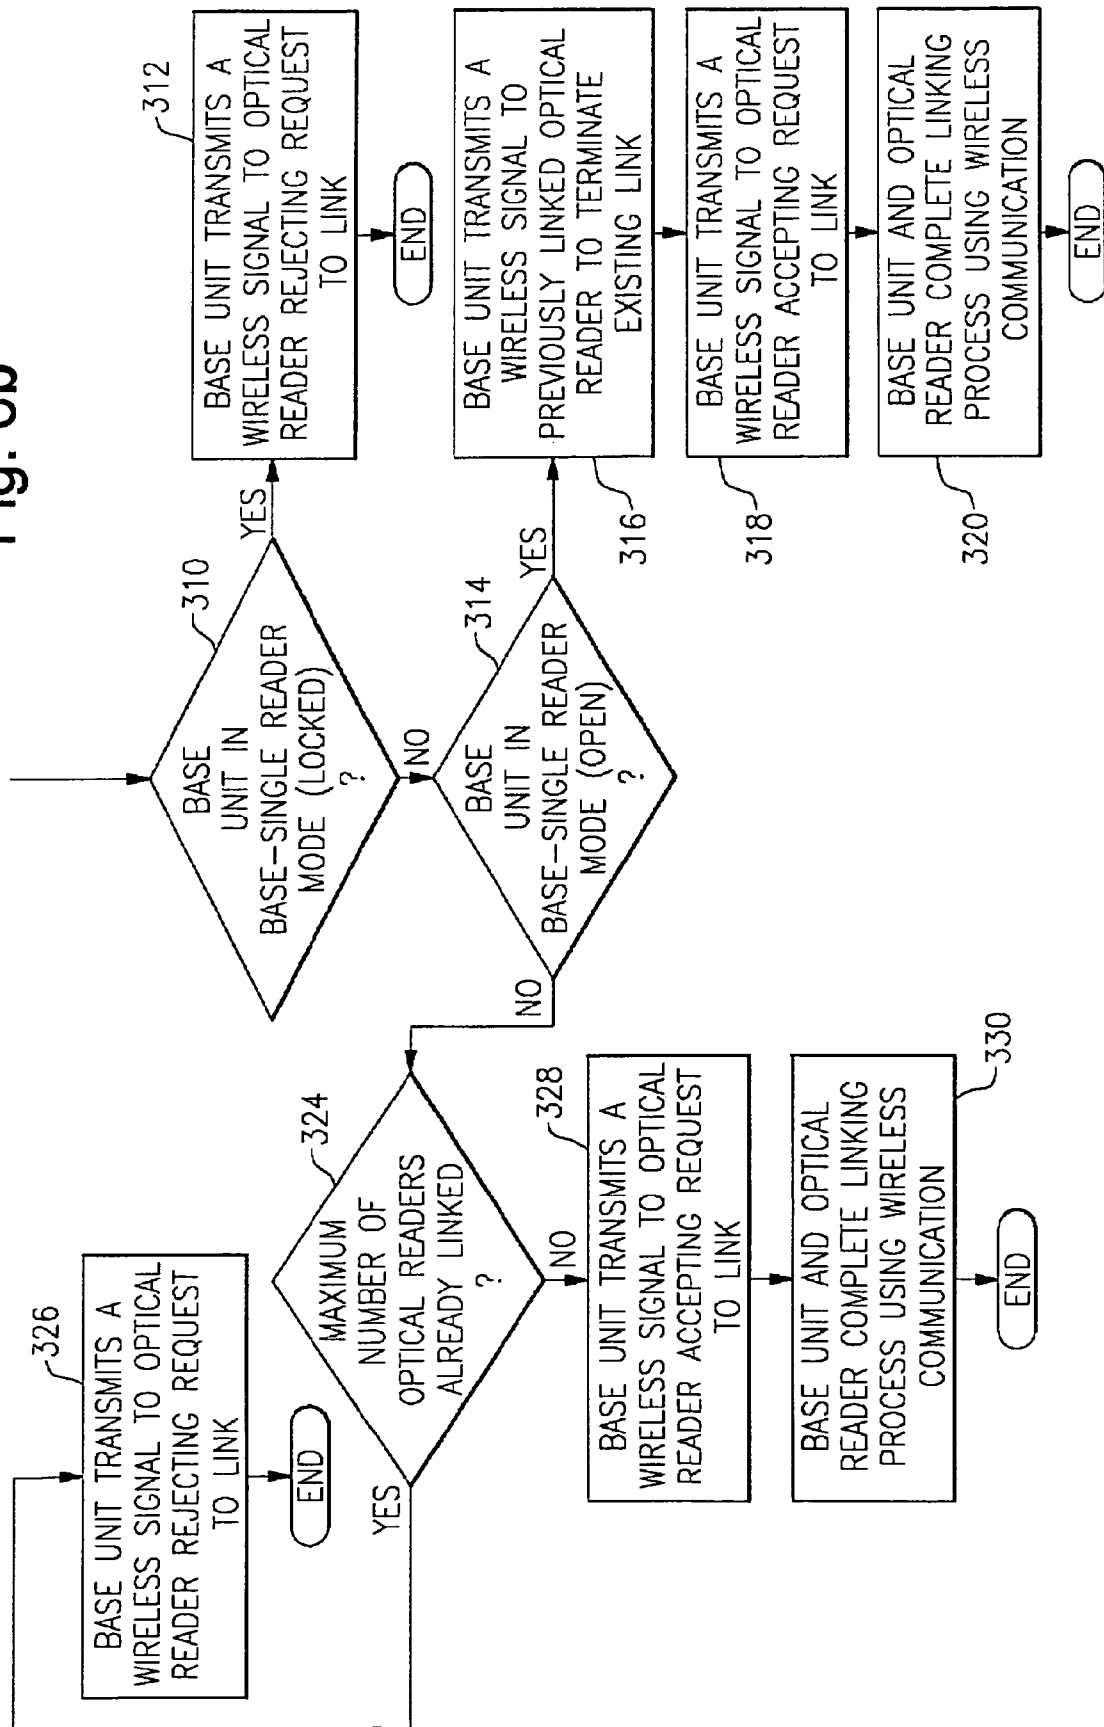 310
BASE
UNIT IN
BASE-SINGLE READER
MODE (LOCKED)
?
YES
312
BASE UNIT TRANSMITS A
WIRELESS SIGNAL TO OPTICAL
READER REJECTING REQUEST
TO LINK
END
NO
314
BASE
UNIT IN
BASE-SINGLE READER
MODE (OPEN)
?
YES
BASE UNIT TRANSMITS A
WIRELESS SIGNAL TO
PREVIOUSLY LINKED OPTICAL
READER TO TERMINATE
EXISTING LINK
316
BASE UNIT TRANSMITS A
WIRELESS SIGNAL TO OPTICAL
READER ACCEPTING REQUEST
TO LINK
318
BASE UNIT AND OPTICAL
READER COMPLETE LINKING
PROCESS USING WIRELESS
COMMUNICATION
320
END
NO
324
MAXIMUM
NUMBER OF
OPTICAL READERS
ALREADY LINKED
?
YES
326
BASE UNIT TRANSMITS A
WIRELESS SIGNAL TO OPTICAL
READER REJECTING REQUEST
TO LINK
END
NO
328
BASE UNIT TRANSMITS A
WIRELESS SIGNAL TO OPTICAL
READER ACCEPTING REQUEST
TO LINK
BASE UNIT AND OPTICAL
READER COMPLETE LINKING
PROCESS USING WIRELESS
COMMUNICATION
330
END